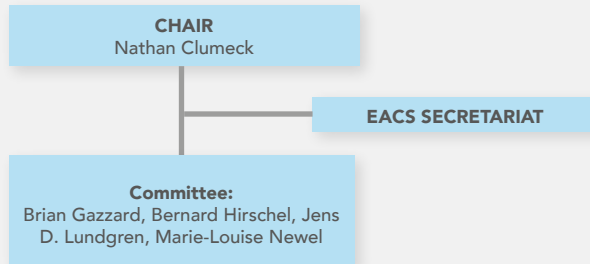 CHAIR
Nathan Clumeck
EACS SECRETARIAT
Committee:
Brian Gazzard, Bernard Hirschel, Jens
D. Lundgren, Marie-Louise Newel